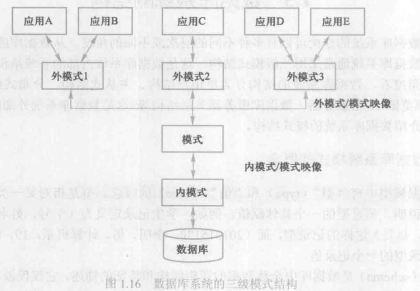 应用A 应用B 应用C 应用D 应用E
外模式1 外模式2 外模式3
外模式/模式映像
模式
内模式/模式映像
内模式
数据库
图 1.16 数据库系统的三级模式结构